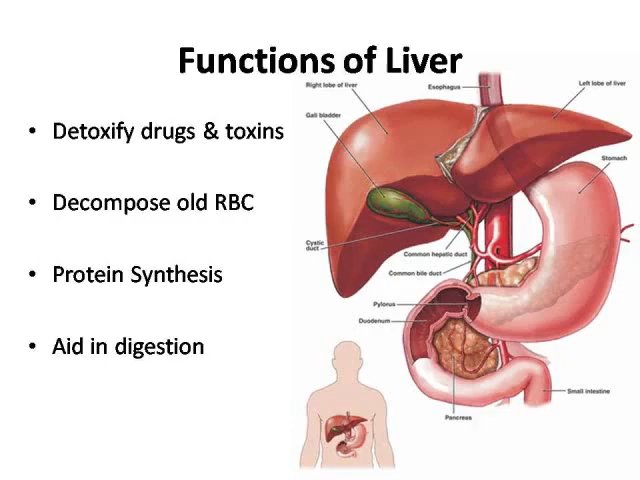 Functions of Liver
• Detoxify drugs & toxins
• Decompose old RBC
• Protein Synthesis
• Aid in digestion
Right lobe of liver
Esophagus
Left lobe of liver
Gall bladder
Stomach
Cystic
duct
Common hepatic duct
Common bile duct
Pylorus
Duodenum
Small intestine
Pancreas